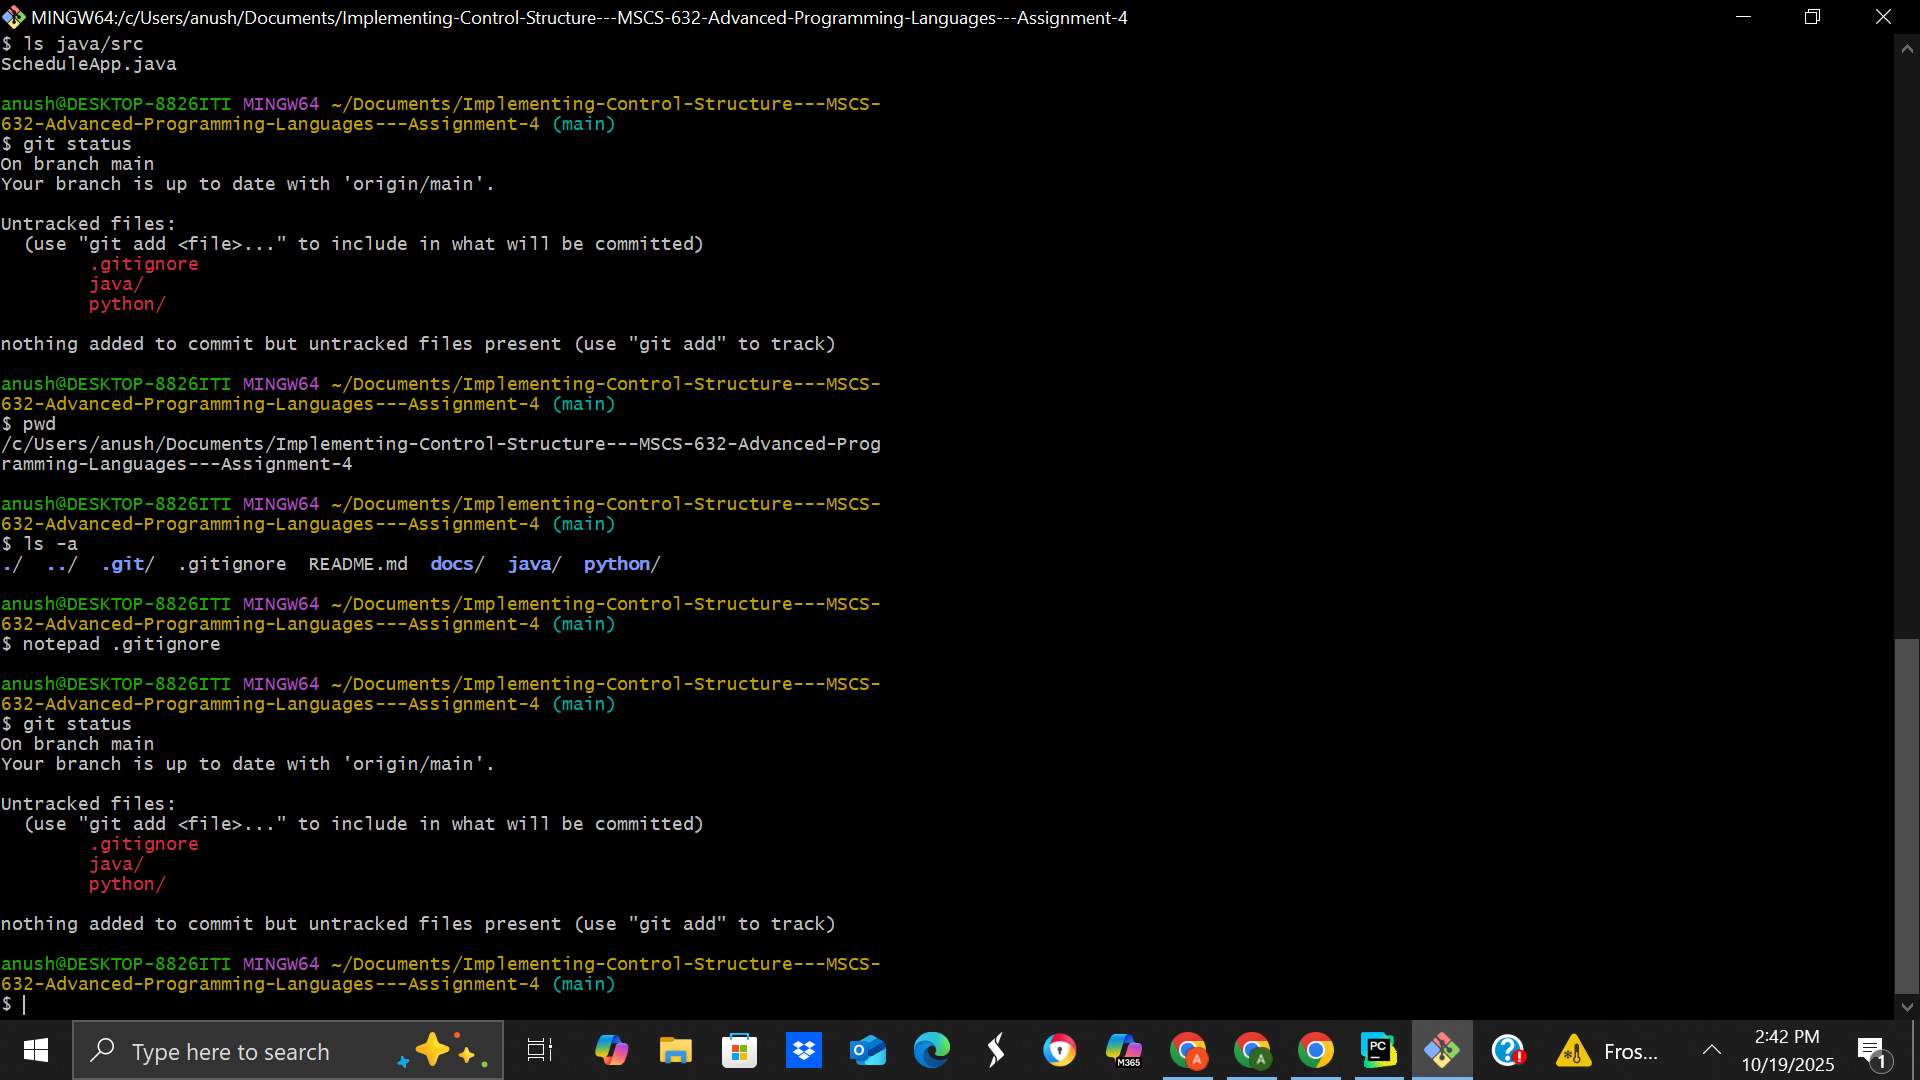 MINGW64:/c/Users/anush/Documents/Implementing-Control-Structure---MSCS-632-Advanced-Programming-Languages---Assignment-4
$ ls java/src
ScheduleApp.java
anush@DESKTOP-8826ITI MINGW64 ~/Documents/Implementing-Control-Structure---MSCS-
632-Advanced-Programming-Languages---Assignment-4 (main)
$ git status
On branch main
Your branch is up to date with 'origin/main'.
Untracked files:
(use "git add <file>..." to include in what will be committed)
.gitignore
java/
python/
nothing added to commit but untracked files present (use "git add" to track)
anush@DESKTOP-8826ITI MINGW64 ~/Documents/Implementing-Control-Structure---MSCS-
632-Advanced-Programming-Languages---Assignment-4 (main)
$ pwd
/c/Users/anush/Documents/Implementing-Control-Structure---MSCS-632-Advanced-Prog
ramming-Languages---Assignment-4
anush@DESKTOP-8826ITI MINGW64 ~/Documents/Implementing-Control-Structure---MSCS-
632-Advanced-Programming-Languages---Assignment-4 (main)
$ ls -a
./ ../ .git/ .gitignore README.md docs/ java/ python/
anush@DESKTOP-8826ITI MINGW64 ~/Documents/Implementing-Control-Structure---MSCS-
632-Advanced-Programming-Languages---Assignment-4 (main)
$ notepad .gitignore
anush@DESKTOP-8826ITI MINGW64 ~/Documents/Implementing-Control-Structure---MSCS-
632-Advanced-Programming-Languages---Assignment-4 (main)
$ git status
On branch main
Your branch is up to date with 'origin/main'.
Untracked files:
(use "git add <file>..." to include in what will be committed)
.gitignore
java/
python/
nothing added to commit but untracked files present (use "git add" to track)
anush@DESKTOP-8826ITI MINGW64 ~/Documents/Implementing-Control-Structure---MSCS-
632-Advanced-Programming-Languages---Assignment-4 (main)
$
Type here to search
M365
A
A
PC
Fros...
2:42 PM
10/19/2025
1